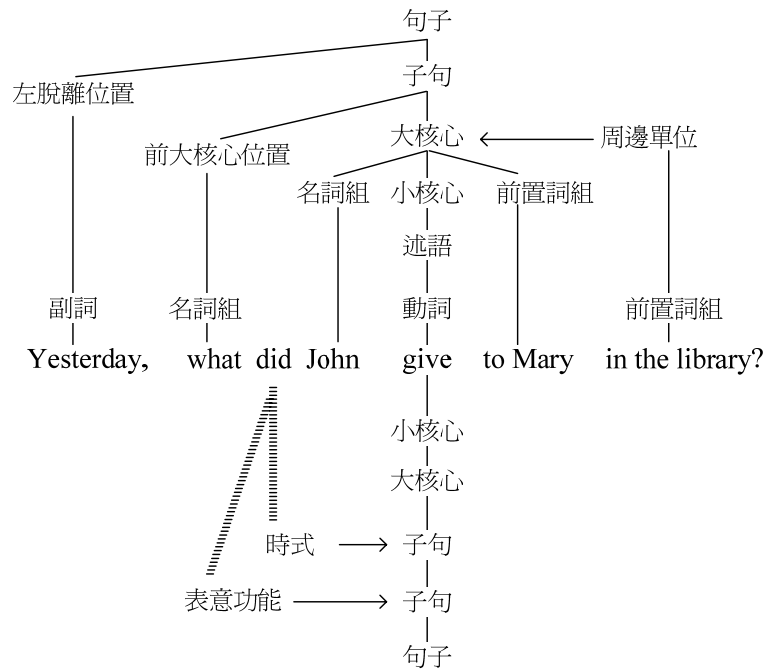 句子
子句
左脫離位置
大核心
周邊單位
前大核心位置
名詞組
小核心
前置詞組
述語
副詞
名詞組
動詞
前置詞組
Yesterday, what did John give to Mary in the library?
小核心
大核心
時式
子句
表意功能
子句
句子